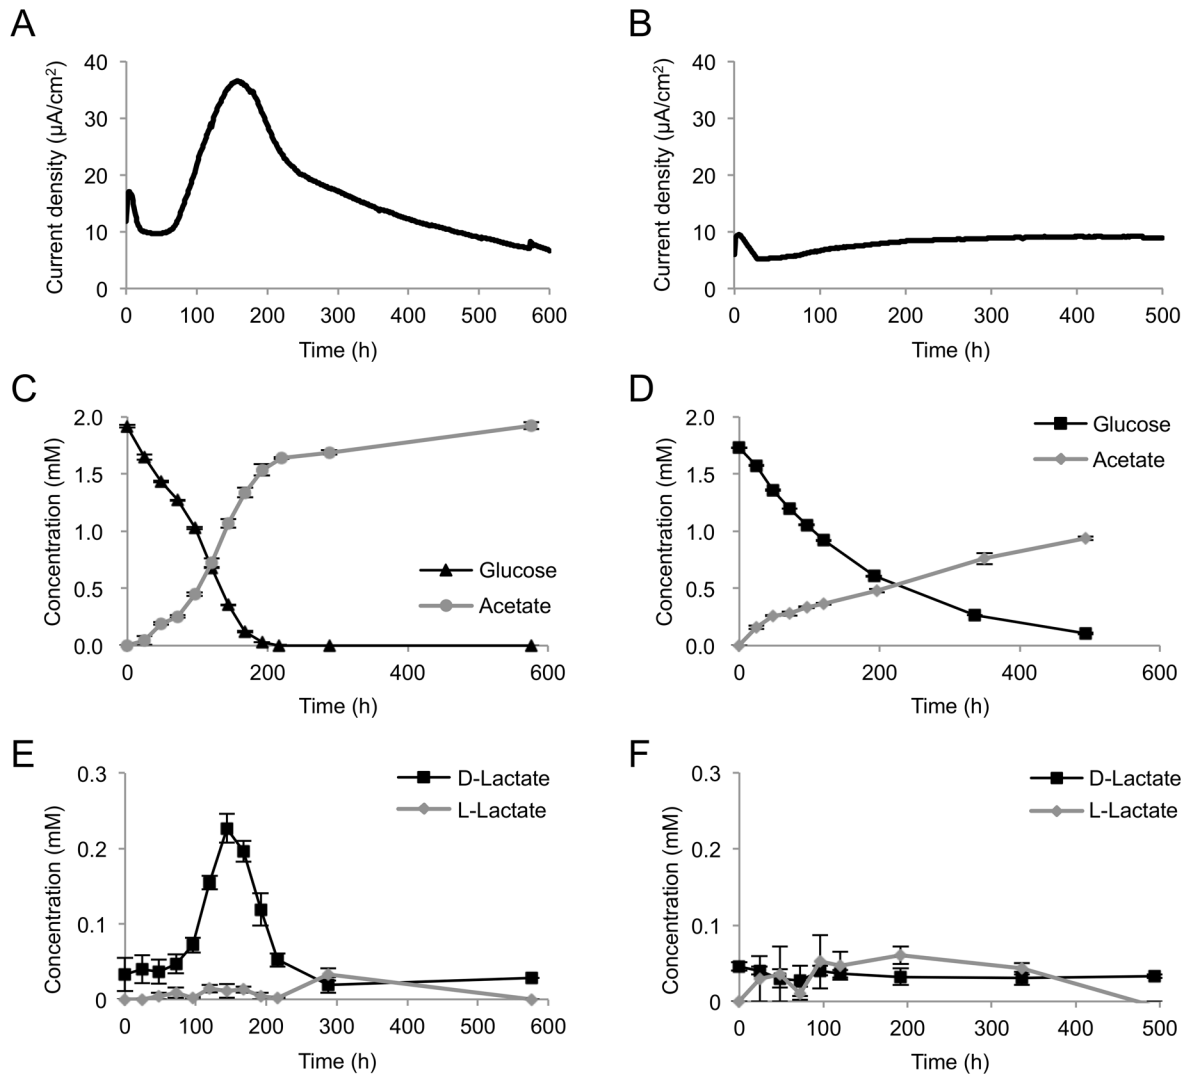 A
Current density (µA/cm²)
40
30
20
10
0
0 100 200 300 400 500 600
Time (h)
B
Current density (µA/cm²)
40
30
20
10
0
0 100 200 300 400 500
Time (h)
C
Concentration (mM)
2.0
1.5
1.0
0.5
0.0
Glucose
Acetate
0 200 400 600
Time (h)
D
Concentration (mM)
2.0
1.5
1.0
0.5
0.0
Glucose
Acetate
0 200 400 600
Time (h)
E
Concentration (mM)
0.3
0.2
0.1
0
D-Lactate
L-Lactate
0 100 200 300 400 500 600
Time (h)
F
Concentration (mM)
0.3
0.2
0.1
0
D-Lactate
L-Lactate
0 100 200 300 400 500
Time (h)